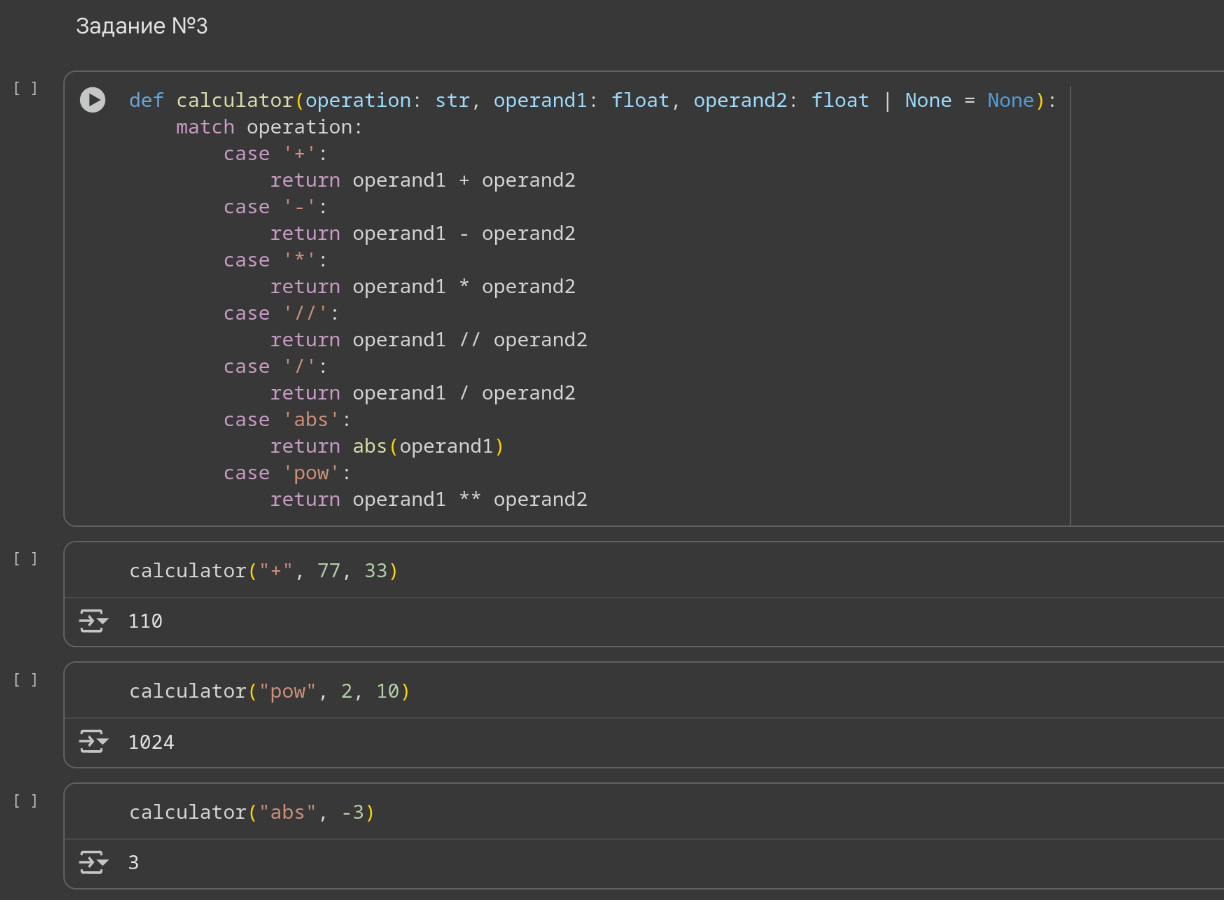 Задание №3
[ ]
def calculator(operation: str, operand1: float, operand2: float | None = None):
    match operation:
        case '+':
            return operand1 + operand2
        case '-':
            return operand1 - operand2
        case '*':
            return operand1 * operand2
        case '//':
            return operand1 // operand2
        case '/':
            return operand1 / operand2
        case 'abs':
            return abs(operand1)
        case 'pow':
            return operand1 ** operand2
[ ]
calculator("+", 77, 33)
110
[ ]
calculator("pow", 2, 10)
1024
[ ]
calculator("abs", -3)
3